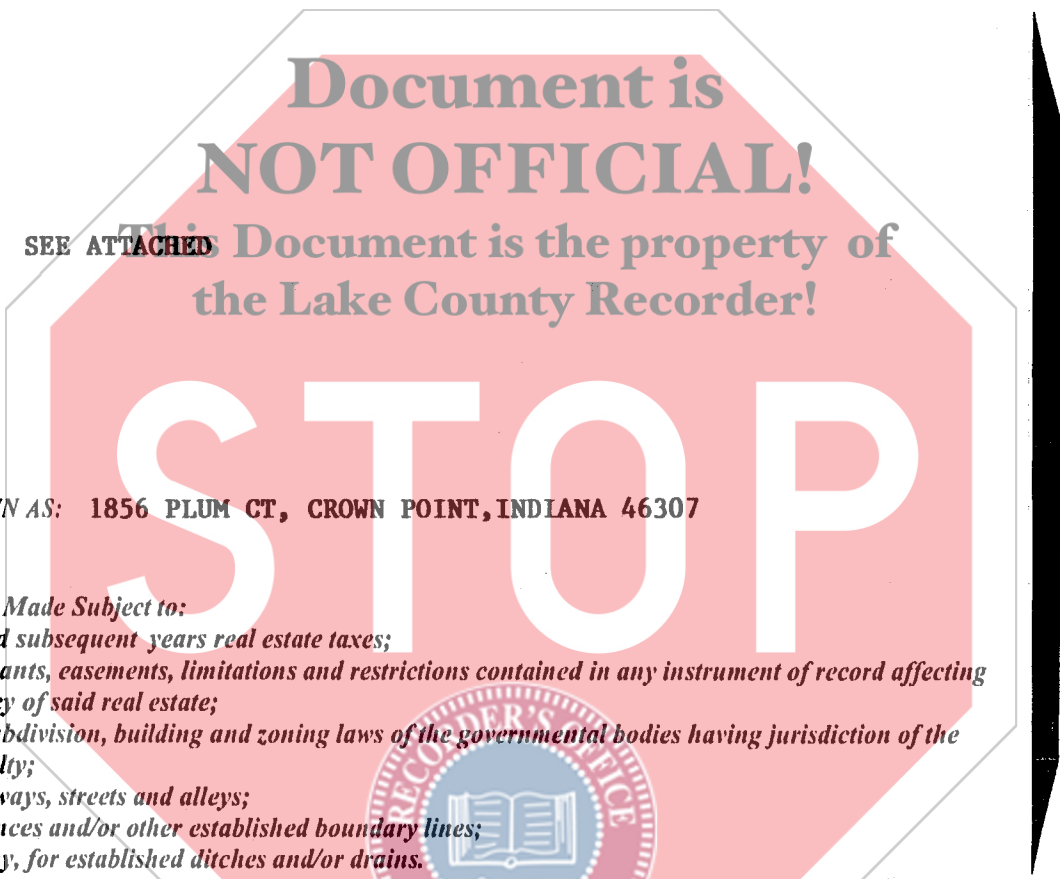 Document is
NOT OFFICIAL!
This Document is the property of
the Lake County Recorder!
SEE ATTACHED
STOP
N AS: 1856 PLUM CT, CROWN POINT,INDIANA 46307
Made Subject to:
d subsequent years real estate taxes;
ants, easements, limitations and restrictions contained in any instrument of record affecting
y of said real estate;
bdivision, building and zoning laws of the governmental bodies having jurisdiction of the
lty;
ways, streets and alleys;
nces and/or other established boundary lines;
y, for established ditches and/or drains.
RECORDER'S OFFICE